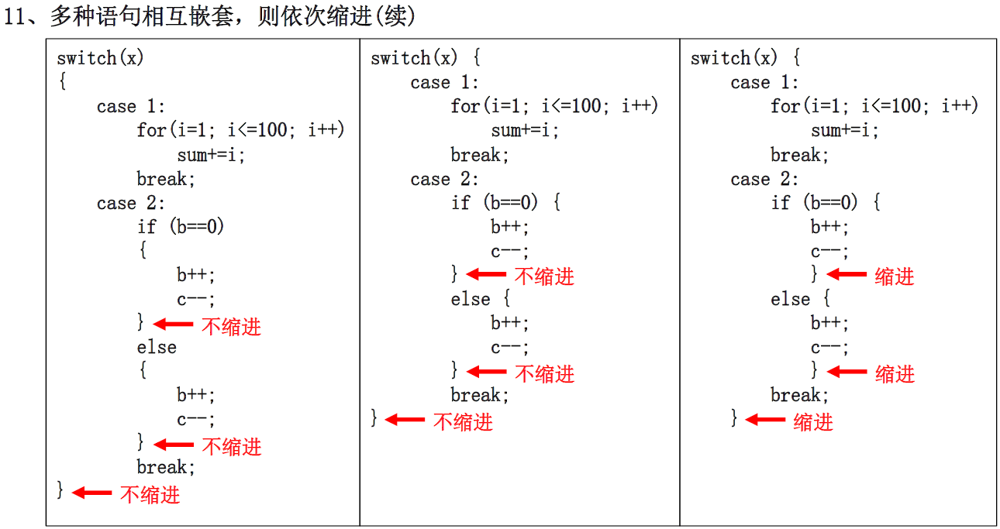 11、多种语句相互嵌套，则依次缩进(续)
switch(x)
{
    case 1:
        for(i=1; i<=100; i++)
            sum+=i;
        break;
    case 2:
        if (b==0)
        {
            b++;
            c--;
        } 不缩进
        else
        {
            b++;
            c--;
        } 不缩进
        break;
} 不缩进
switch(x) {
    case 1:
        for(i=1; i<=100; i++)
            sum+=i;
        break;
    case 2:
        if (b==0) {
            b++;
            c--;
        } 不缩进
        else {
            b++;
            c--;
        } 不缩进
        break;
} 不缩进
switch(x) {
    case 1:
        for(i=1; i<=100; i++)
            sum+=i;
        break;
    case 2:
        if (b==0) {
            b++;
            c--;
            } 缩进
        else {
            b++;
            c--;
            } 缩进
        break;
    } 缩进